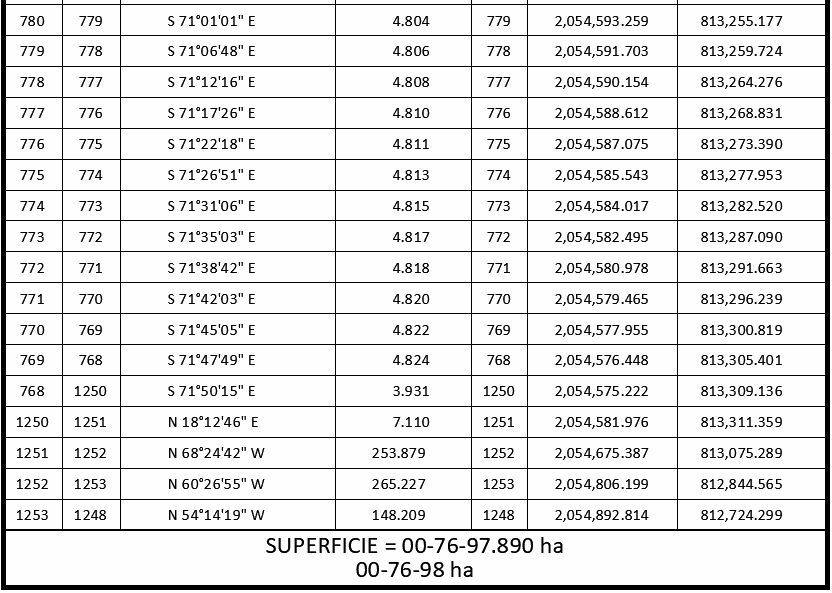 780 779 S 71°01'01" E 4.804 779 2,054,593.259 813,255.177
779 778 S 71°06'48" E 4.806 778 2,054,591.703 813,259.724
778 777 S 71°12'16" E 4.808 777 2,054,590.154 813,264.276
777 776 S 71°17'26" E 4.810 776 2,054,588.612 813,268.831
776 775 S 71°22'18" E 4.811 775 2,054,587.075 813,273.390
775 774 S 71°26'51" E 4.813 774 2,054,585.543 813,277.953
774 773 S 71°31'06" E 4.815 773 2,054,584.017 813,282.520
773 772 S 71°35'03" E 4.817 772 2,054,582.495 813,287.090
772 771 S 71°38'42" E 4.818 771 2,054,580.978 813,291.663
771 770 S 71°42'03" E 4.820 770 2,054,579.465 813,296.239
770 769 S 71°45'05" E 4.822 769 2,054,577.955 813,300.819
769 768 S 71°47'49" E 4.824 768 2,054,576.448 813,305.401
768 1250 S 71°50'15" E 3.931 1250 2,054,575.222 813,309.136
1250 1251 N 18°12'46" E 7.110 1251 2,054,581.976 813,311.359
1251 1252 N 68°24'42" W 253.879 1252 2,054,675.387 813,075.289
1252 1253 N 60°26'55" W 265.227 1253 2,054,806.199 812,844.565
1253 1248 N 54°14'19" W 148.209 1248 2,054,892.814 812,724.299
SUPERFICIE = 00-76-97.890 ha
00-76-98 ha